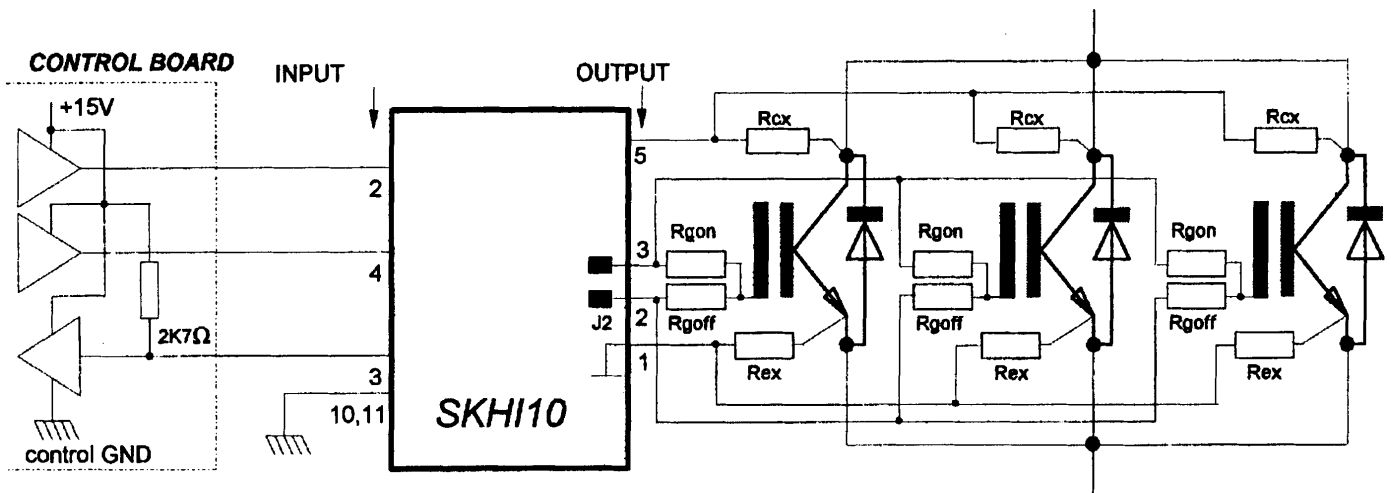 CONTROL BOARD
INPUT
OUTPUT
+15V
2
4
3
10,11
2K7Ω
control GND
SKHI10
5
3
J2
2
1
Rcx
Rcx
Rcx
Rgon
Rgoff
Rex
Rgon
Rgoff
Rex
Rgon
Rgoff
Rex